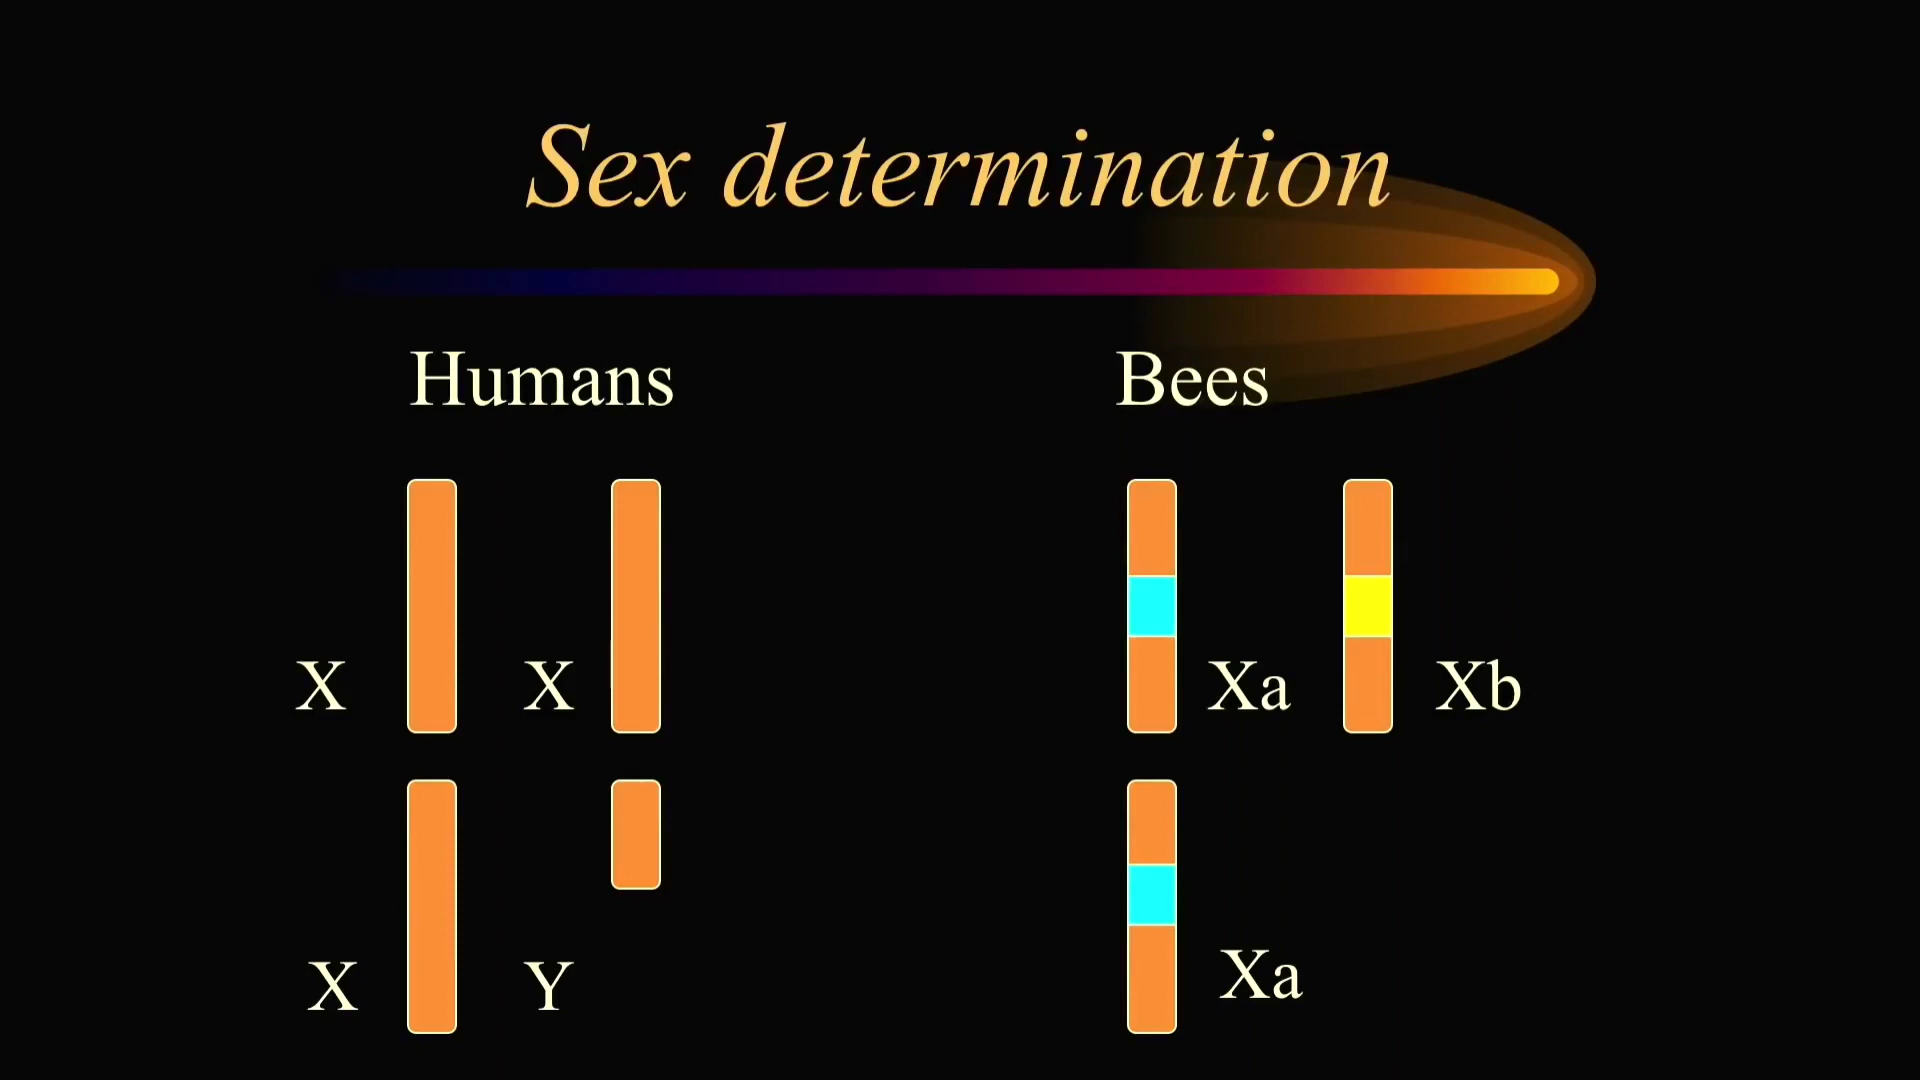 Sex determination
Humans
Bees
X
X
Xa
Xb
X
Y
Xa